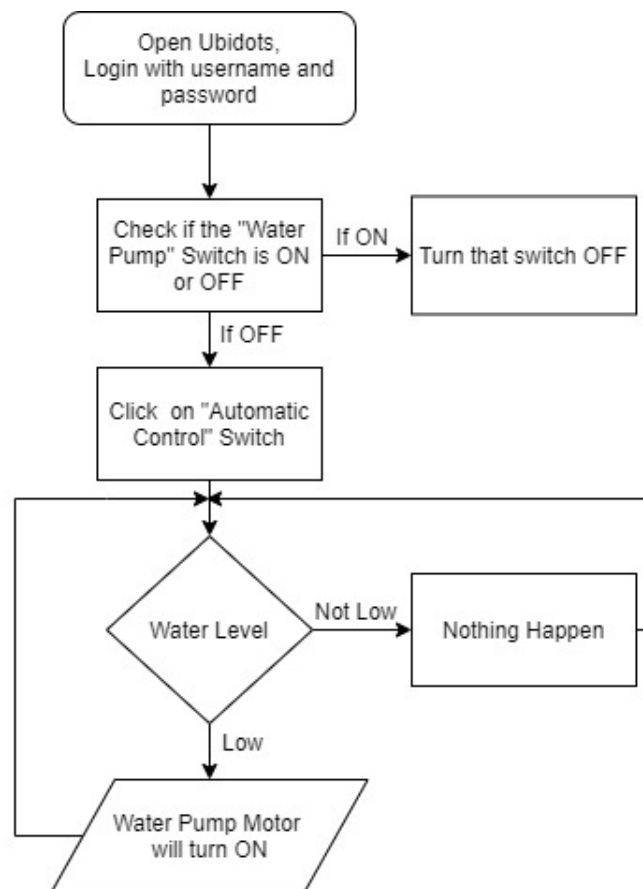 Open Ubidots,
Login with username and
password
Check if the "Water
Pump" Switch is ON
or OFF
If ON
Turn that switch OFF
If OFF
Click on "Automatic
Control" Switch
Water Level
Not Low
Nothing Happen
Low
Water Pump Motor
will turn ON